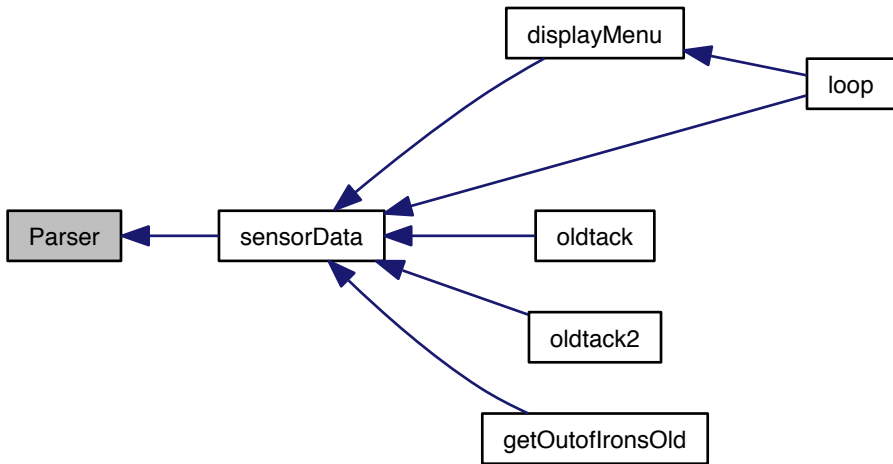 displayMenu
loop
Parser
sensorData
oldtack
oldtack2
getOutofIronsOld